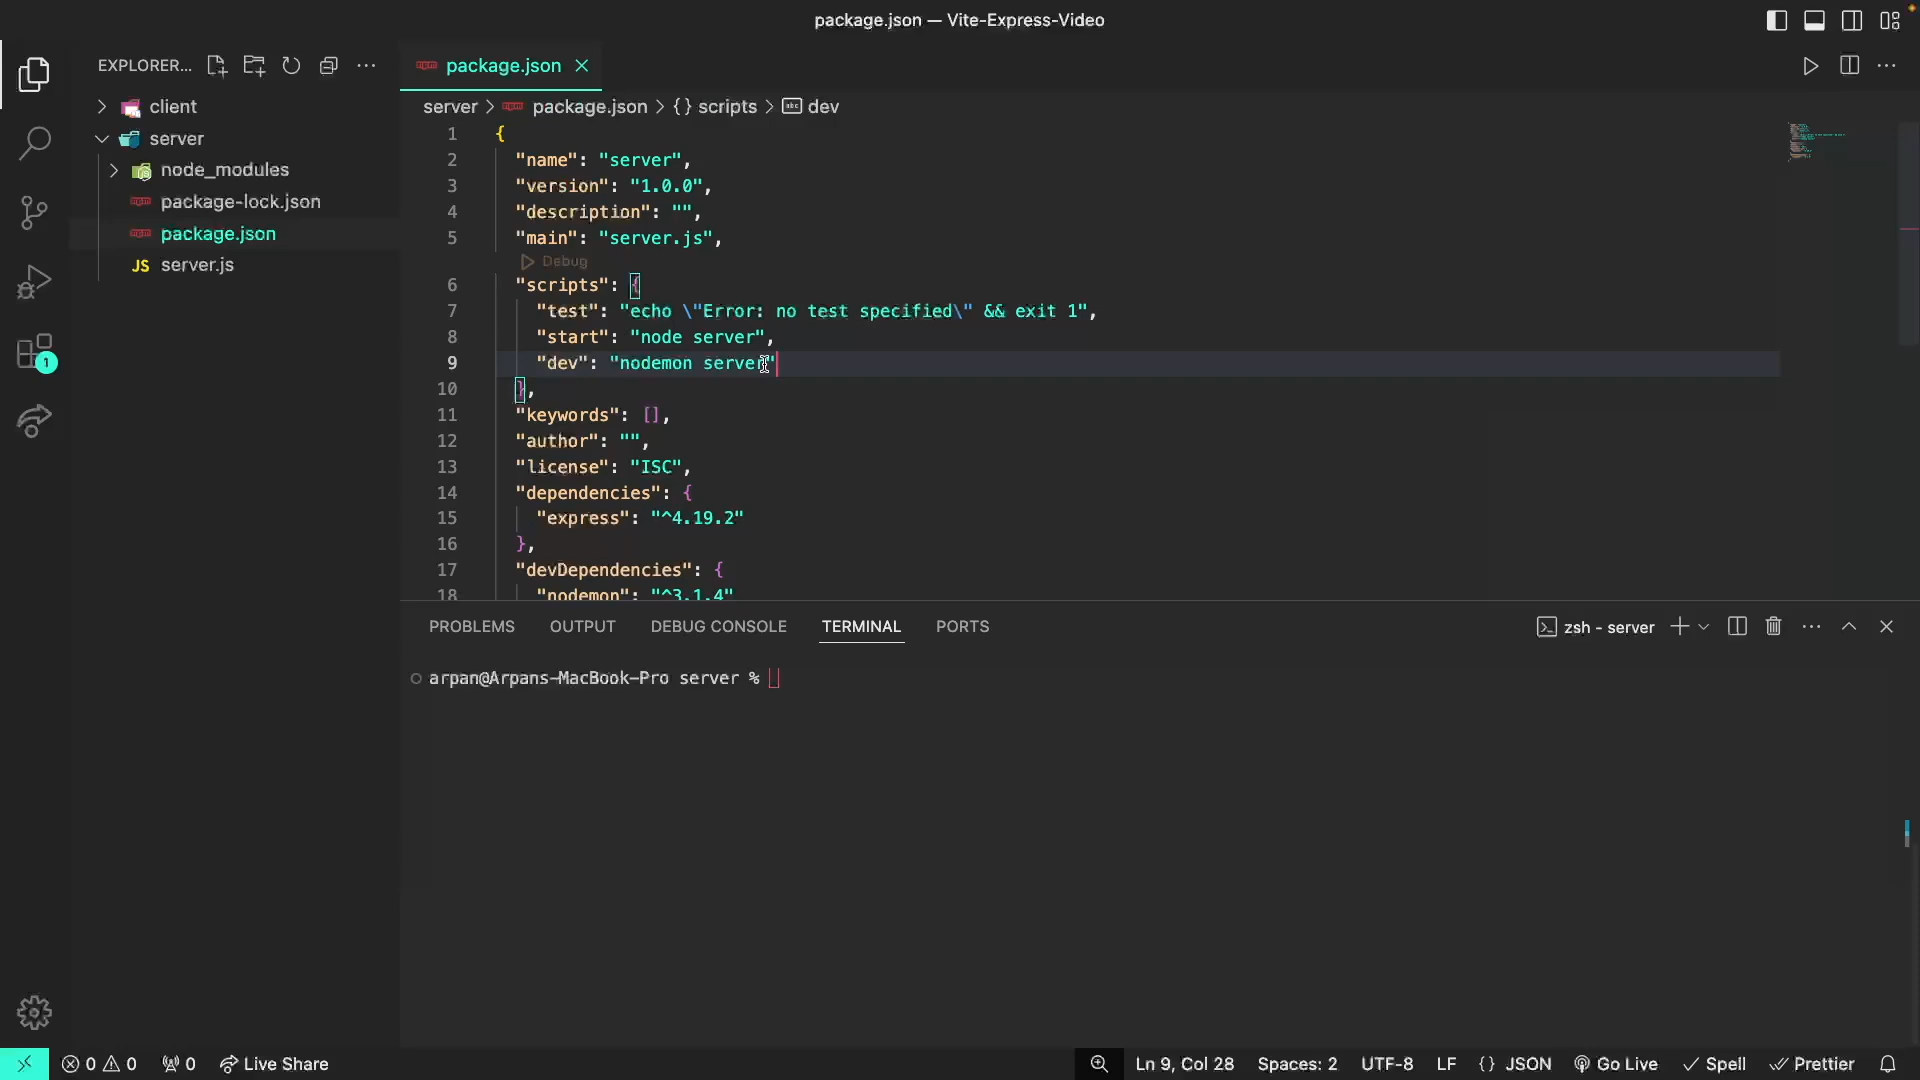 package.json — Vite-Express-Video
EXPLORER...
client
server
node_modules
package-lock.json
package.json
JS server.js
1
package.json
server > package.json > {} scripts > abc dev
1 {
2 "name": "server",
3 "version": "1.0.0",
4 "description": "",
5 "main": "server.js",
Debug
6 "scripts": {
7 "test": "echo \"Error: no test specified\" && exit 1",
8 "start": "node server",
9 "dev": "nodemon server"
10 },
11 "keywords": [],
12 "author": "",
13 "license": "ISC",
14 "dependencies": {
15 "express": "^4.19.2"
16 },
17 "devDependencies": {
18 "nodemon": "^3.1.4"
PROBLEMS OUTPUT DEBUG CONSOLE TERMINAL PORTS
zsh - server
arpan@Arpans-MacBook-Pro server %
0 0 0 Live Share
Ln 9, Col 28 Spaces: 2 UTF-8 LF {} JSON Go Live Spell Prettier